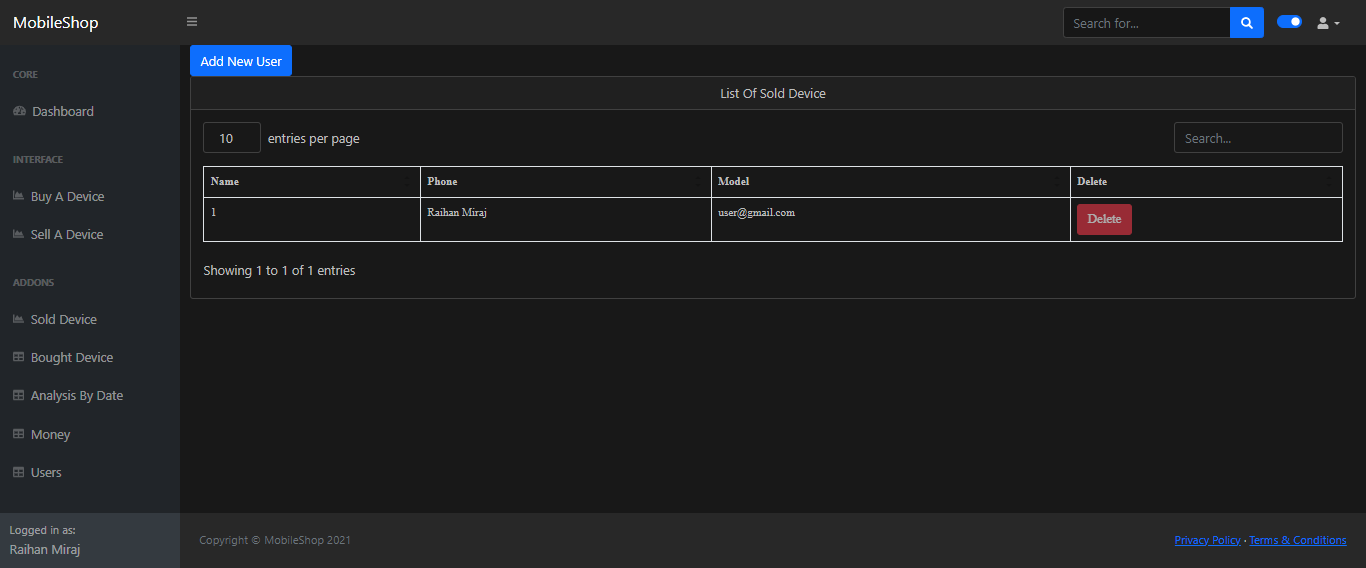 MobileShop
Search for...
CORE
Dashboard
INTERFACE
Buy A Device
Sell A Device
ADDONS
Sold Device
Bought Device
Analysis By Date
Money
Users
Logged in as:
Raihan Miraj
Add New User
List Of Sold Device
10 entries per page
Search...
Name Phone Model Delete
1 Raihan Miraj user@gmail.com Delete
Showing 1 to 1 of 1 entries
Copyright © MobileShop 2021
Privacy Policy · Terms & Conditions